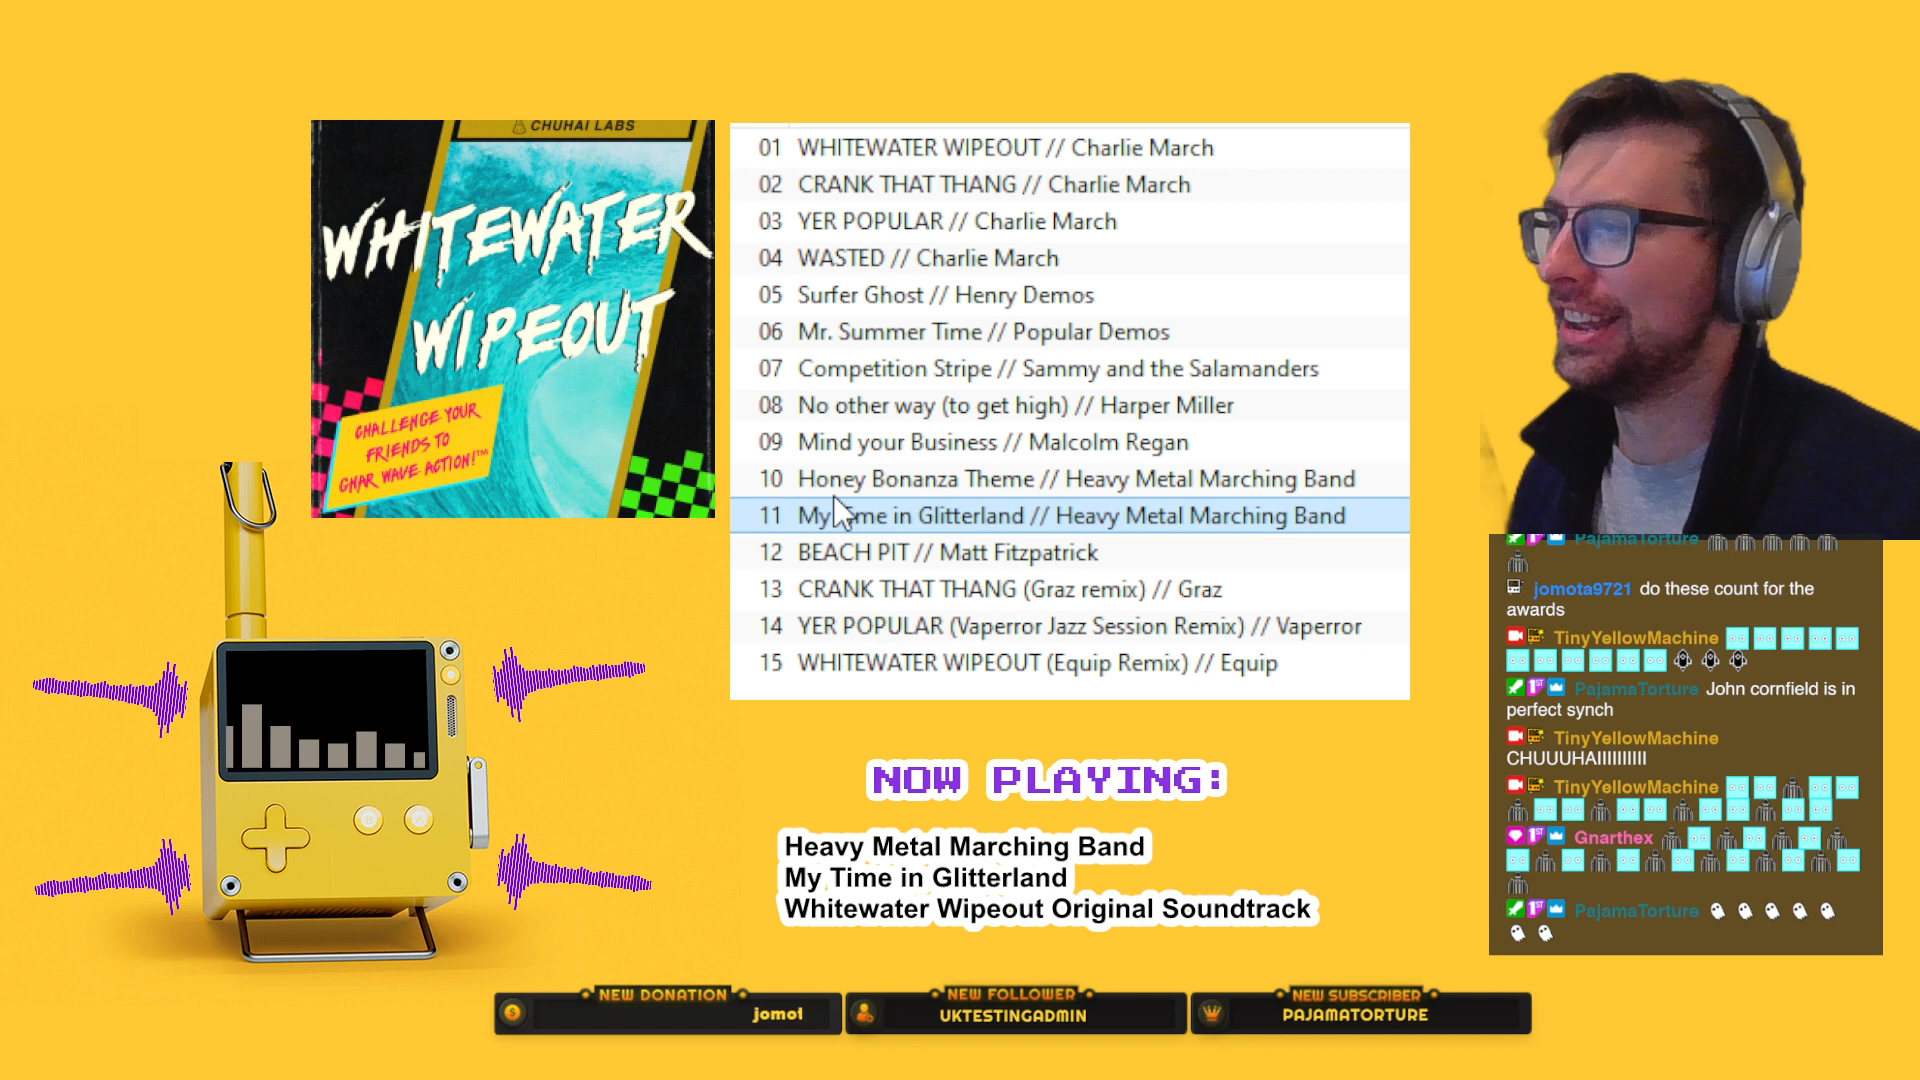 CHUHAI LABS
WHITEWATER
WIPEOUT
CHALLENGE YOUR
FRIENDS TO
GNAR WAVE ACTION!™
01 WHITEWATER WIPEOUT // Charlie March
02 CRANK THAT THANG // Charlie March
03 YER POPULAR // Charlie March
04 WASTED // Charlie March
05 Surfer Ghost // Henry Demos
06 Mr. Summer Time // Popular Demos
07 Competition Stripe // Sammy and the Salamanders
08 No other way (to get high) // Harper Miller
09 Mind your Business // Malcolm Regan
10 Honey Bonanza Theme // Heavy Metal Marching Band
11 My Time in Glitterland // Heavy Metal Marching Band
12 BEACH PIT // Matt Fitzpatrick
13 CRANK THAT THANG (Graz remix) // Graz
14 YER POPULAR (Vaperror Jazz Session Remix) // Vaperror
15 WHITEWATER WIPEOUT (Equip Remix) // Equip
NOW PLAYING:
Heavy Metal Marching Band
My Time in Glitterland
Whitewater Wipeout Original Soundtrack
PajamaTorture
jomota9721 do these count for the
awards
TinyYellowMachine
1ST PajamaTorture John cornfield is in
perfect synch
TinyYellowMachine
CHUUUHAIIIIIIIIII
TinyYellowMachine
1ST Gnarthex
1ST PajamaTorture
NEW DONATION
jomot
NEW FOLLOWER
UKTESTINGADMIN
NEW SUBSCRIBER
PAJAMATORTURE